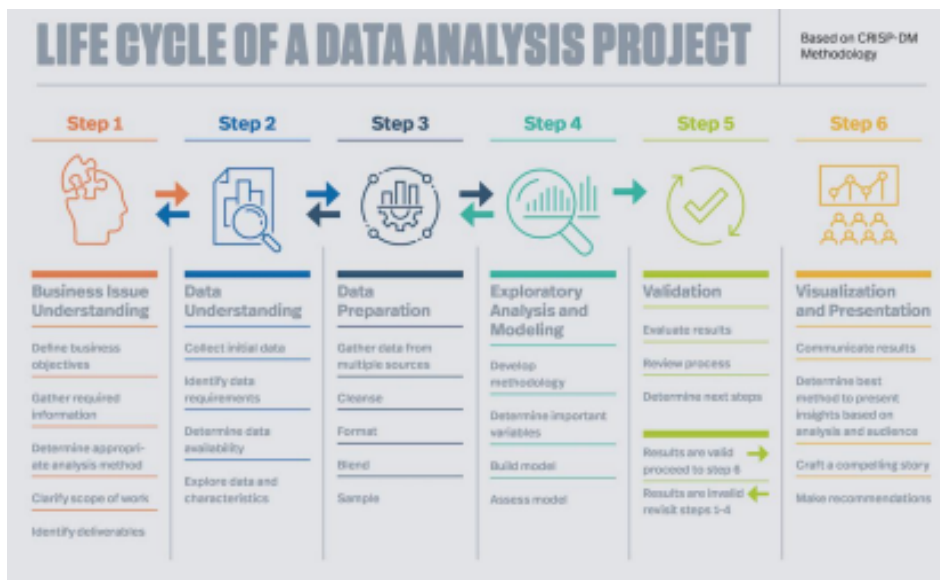 LIFE CYCLE OF A DATA ANALYSIS PROJECT
Based on CRISP-DM
Methodology
Step 1
Step 2
Step 3
Step 4
Step 5
Step 6
Business Issue
Understanding
Define business
objectives
Gather required
information
Determine appropri-
ate analysis method
Clarify scope of work
Identify deliverables
Data
Understanding
Collect initial data
Identify data
requirements
Determine data
availability
Explore data and
characteristics
Data
Preparation
Gather data from
multiple sources
Cleanse
Format
Blend
Sample
Exploratory
Analysis and
Modeling
Develop
methodology
Determine important
variables
Build model
Assess model
Validation
Evaluate results
Review process
Determine next steps
Results are valid
proceed to step 6
Results are invalid
revisit steps 1-4
Visualization
and Presentation
Communicate results
Determine best
method to present
insights based on
analysis and audience
Craft a compelling story
Make recommendations